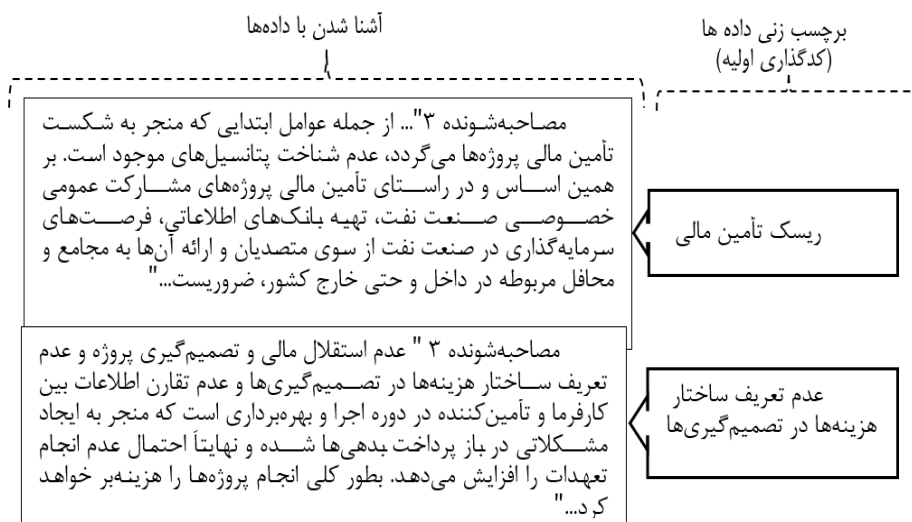 برچسب زنی داده ها
(کدگذاری اولیه)
آشنا شدن با داده‌ها
مصاحبه‌شونده ۳"... از جمله عوامل ابتدایی که منجر به شکست
تأمین مالی پروژه‌ها می‌گردد، عدم شناخت پتانسیل‌های موجود است. بر
همین اساس و در راستای تأمین مالی پروژه‌های مشارکت عمومی
خصوصی صنعت نفت، تهیه بانک‌های اطلاعاتی، فرصت‌های
سرمایه‌گذاری در صنعت نفت از سوی متصدیان و ارائه آن‌ها به مجامع و
محافل مربوطه در داخل و حتی خارج کشور، ضروریست..."
ریسک تأمین مالی
مصاحبه‌شونده ۳ " عدم استقلال مالی و تصمیم‌گیری پروژه و عدم
تعریف ساختار هزینه‌ها در تصمیم‌گیری‌ها و عدم تقارن اطلاعات بین
کارفرما و تأمین‌کننده در دوره اجرا و بهره‌برداری است که منجر به ایجاد
مشکلاتی در باز پرداخت بدهی‌ها شده و نهایتاً احتمال عدم انجام
تعهدات را افزایش می‌دهد. بطور کلی انجام پروژه‌ها را هزینه‌بر خواهد
کرد..."
عدم تعریف ساختار
هزینه‌ها در تصمیم‌گیری‌ها